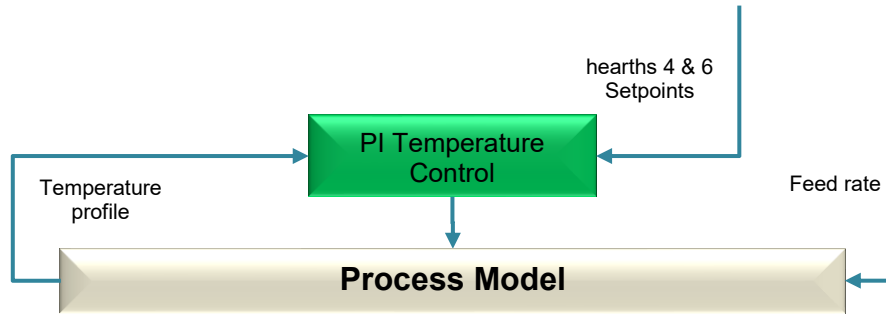 hearths 4 & 6
Setpoints
PI Temperature
Control
Temperature
profile
Feed rate
Process Model